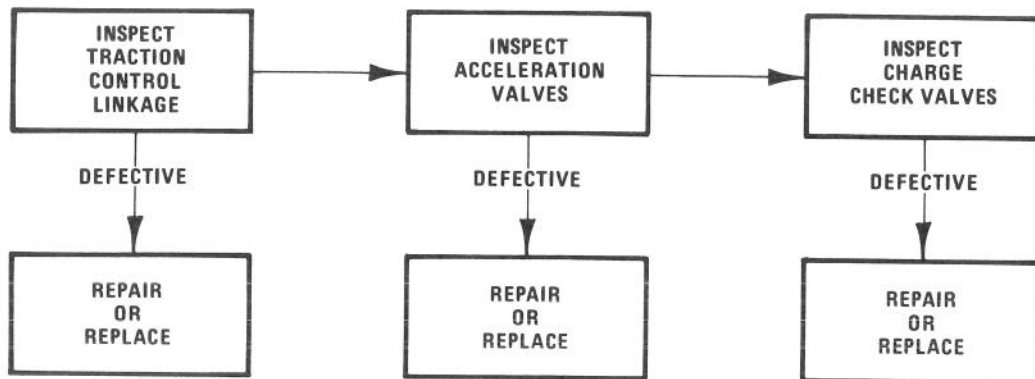 INSPECT
TRACTION
CONTROL
LINKAGE
INSPECT
ACCELERATION
VALVES
INSPECT
CHARGE
CHECK VALVES
DEFECTIVE
DEFECTIVE
DEFECTIVE
REPAIR
OR
REPLACE
REPAIR
OR
REPLACE
REPAIR
OR
REPLACE